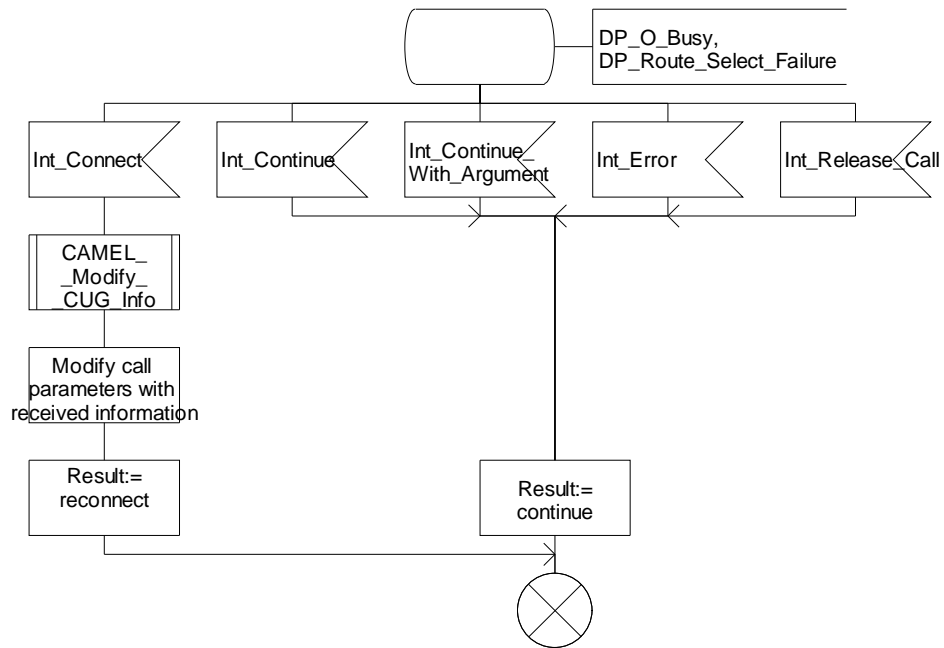 DP_O_Busy,
DP_Route_Select_Failure
Int_Connect
Int_Continue
Int_Continue_
With_Argument
Int_Error
Int_Release_Call
CAMEL_
_Modify_
_CUG_Info
Modify call
parameters with
received information
Result:=
reconnect
Result:=
continue